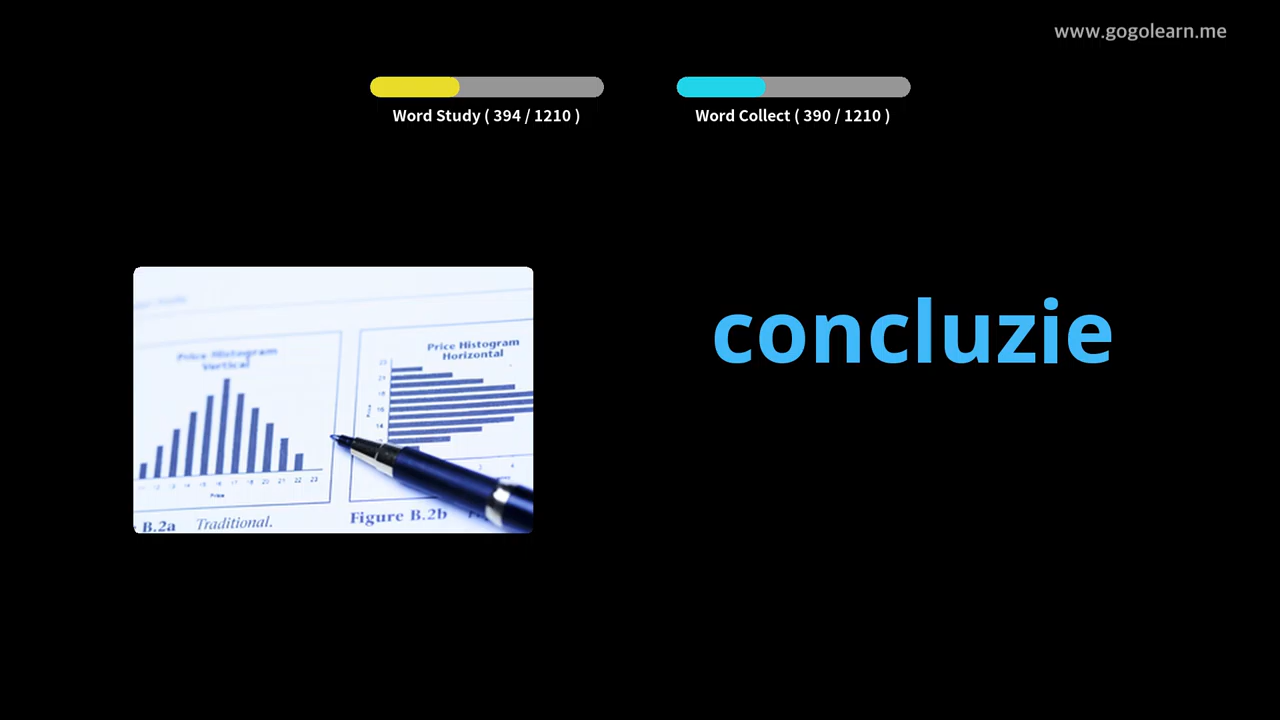 www.gogolearn.me
Word Study ( 394 / 1210 )
Word Collect ( 390 / 1210 )
concluzie
Price Histogram
Vertical
Price Histogram
Horizontal
Price
B.2a Traditional.
Figure B.2b